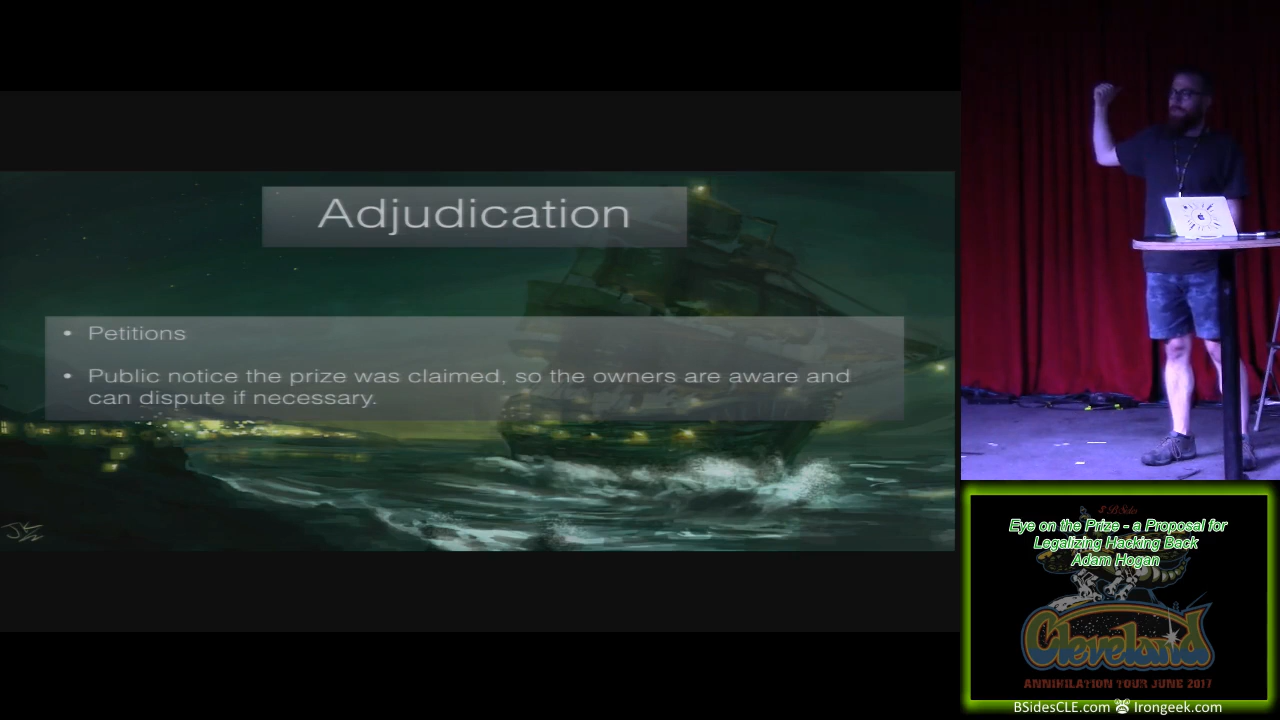 Adjudication
• Petitions
• Public notice the prize was claimed, so the owners are aware and
can dispute if necessary.
BSides
Eye on the Prize - a Proposal for
Legalizing Hacking Back
Adam Hogan
Cleveland
ANNIHILATION TOUR JUNE 2017
BSidesCLE.com Irongeek.com